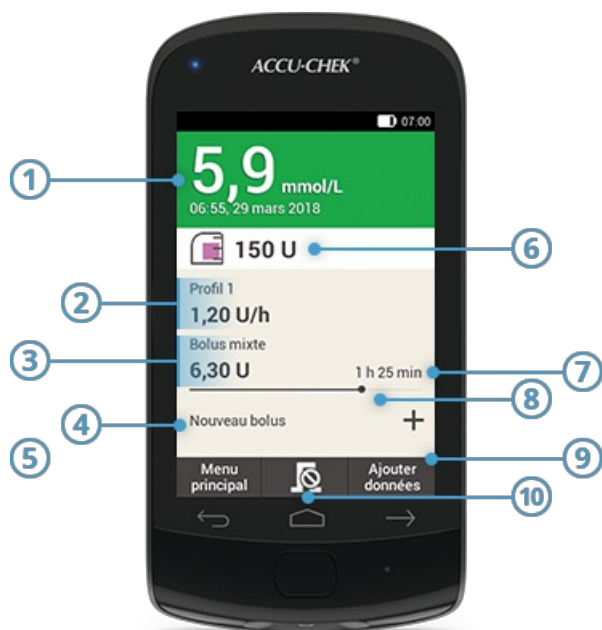 ACCU-CHEK®
07:00
① 5,9 mmol/L
06:55, 29 mars 2018
150 U ⑥
② Profil 1
1,20 U/h
③ Bolus mixte
6,30 U 1 h 25 min ⑦
⑧
④ Nouveau bolus +
⑤ ⑨
Menu principal
Ajouter données
⑩